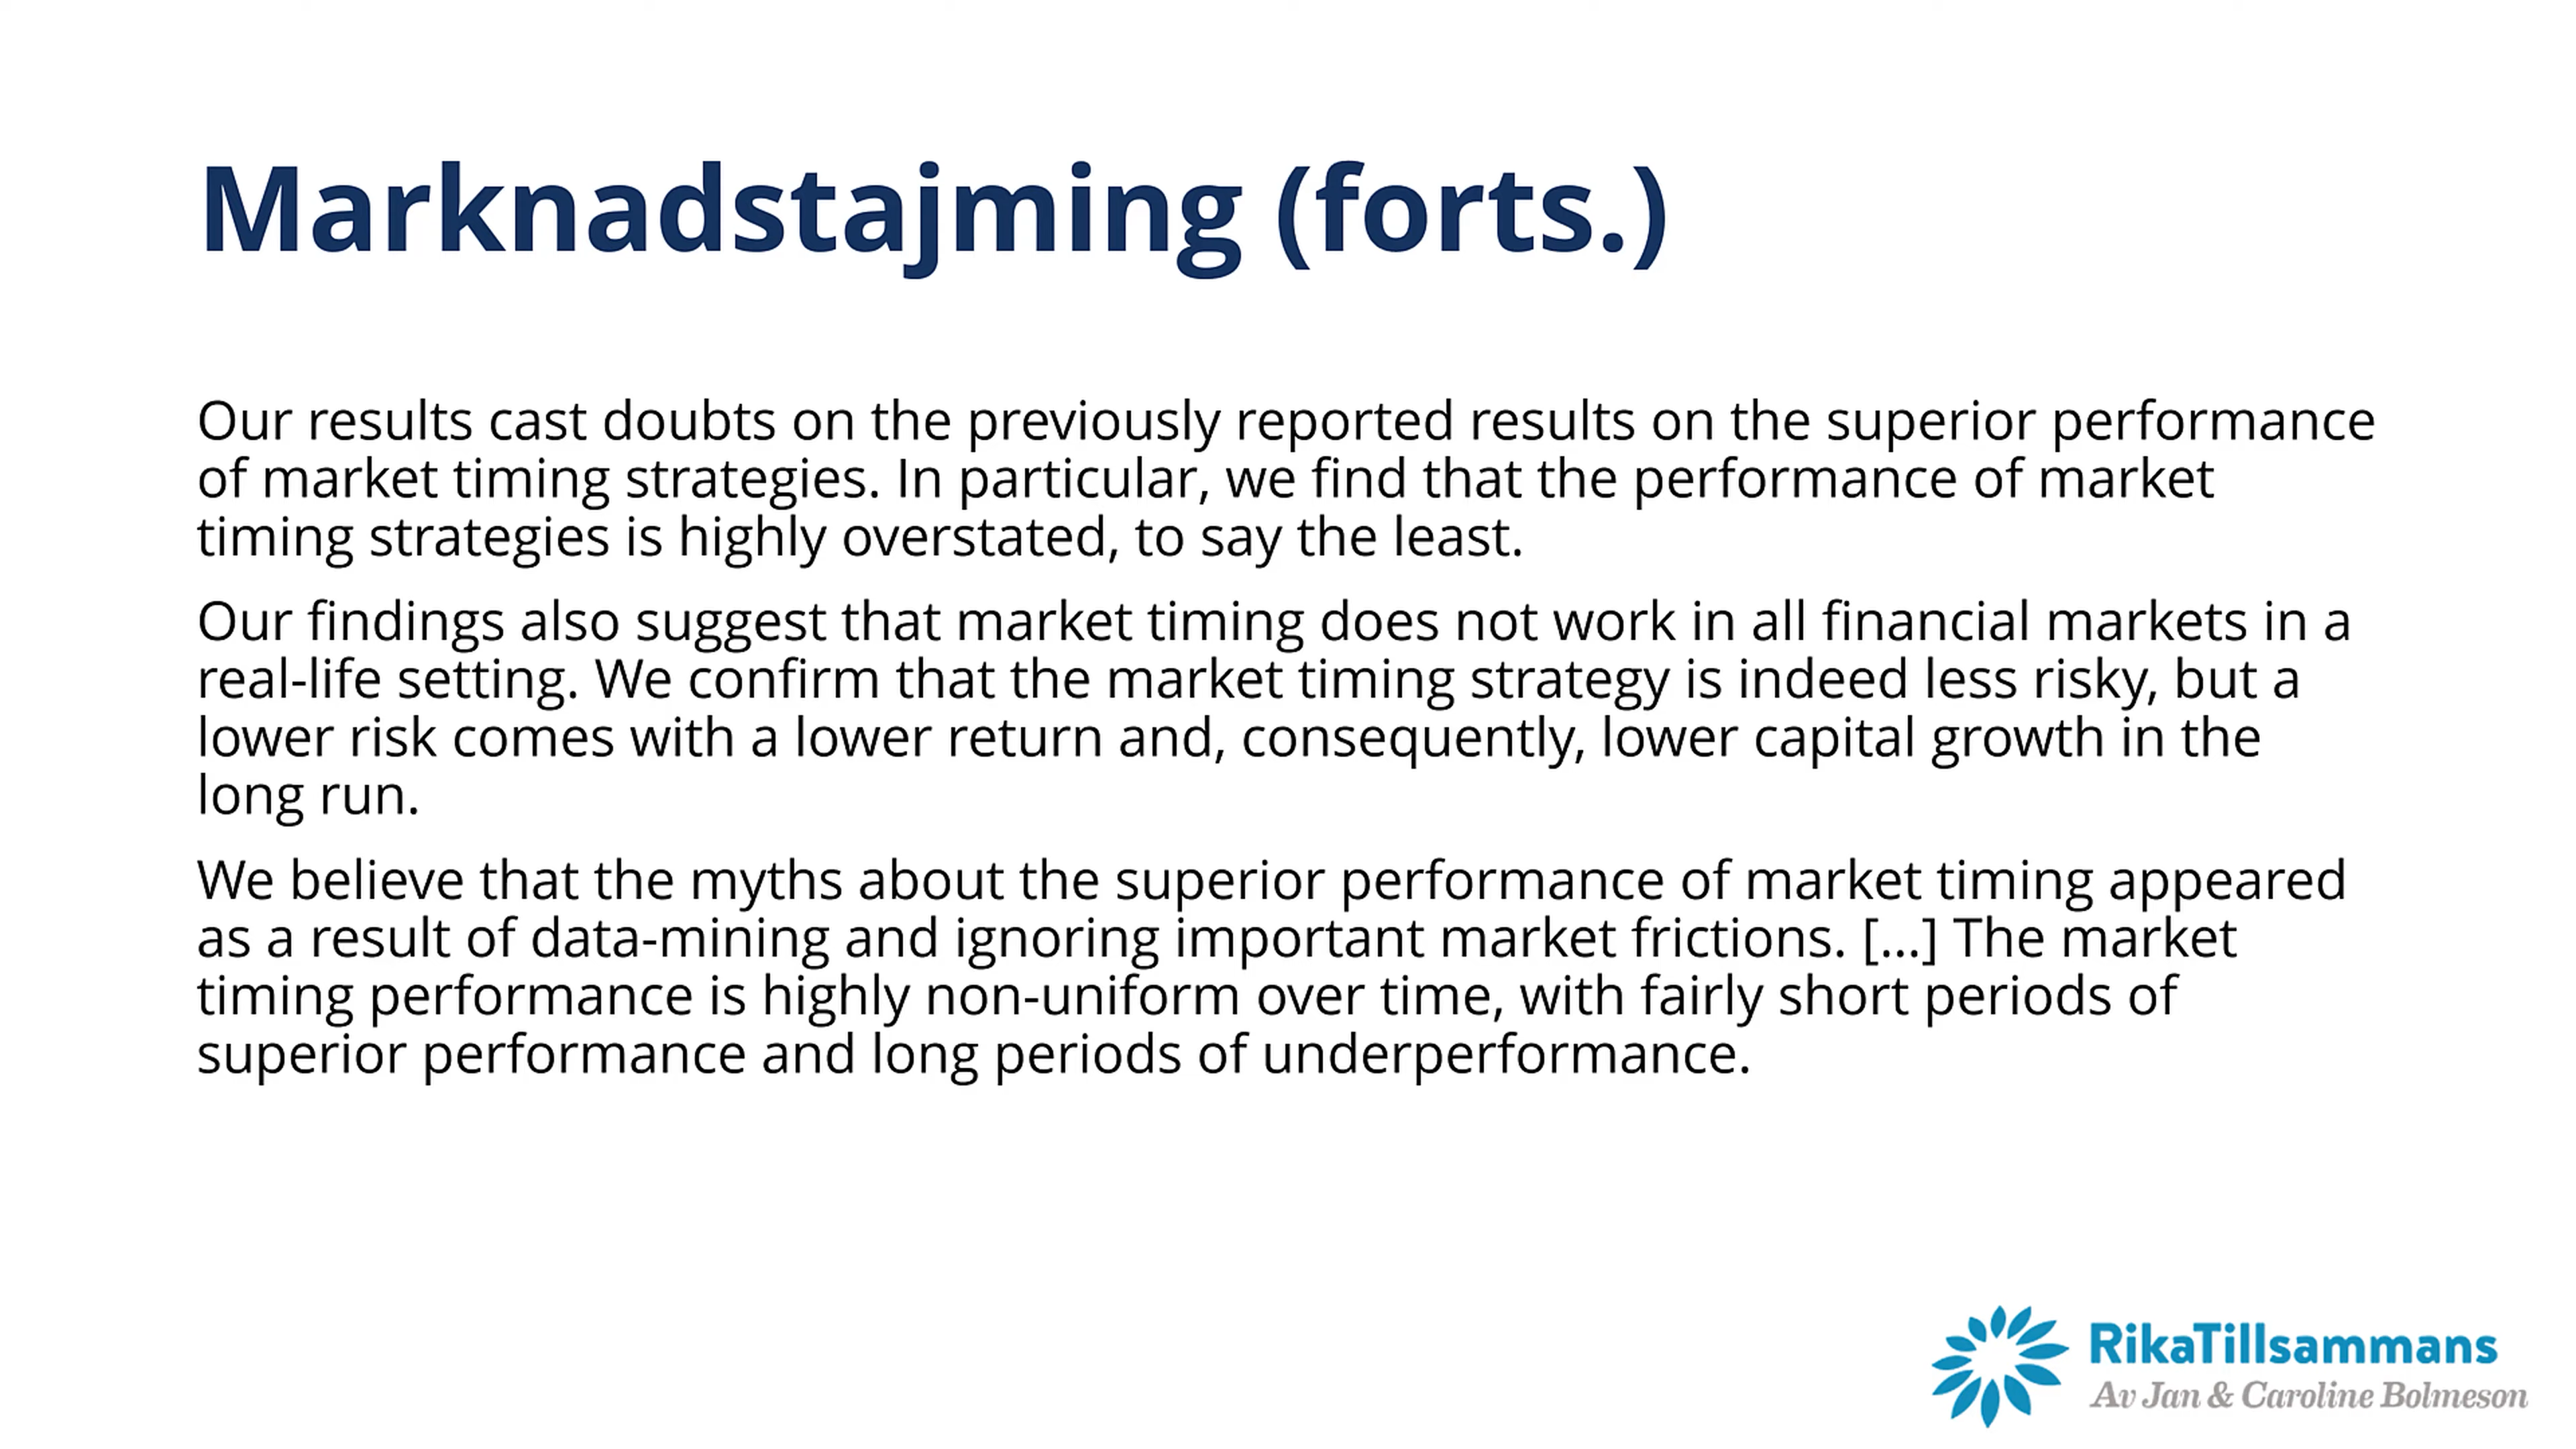 Marknadstajming (forts.)
Our results cast doubts on the previously reported results on the superior performance
of market timing strategies. In particular, we find that the performance of market
timing strategies is highly overstated, to say the least.
Our findings also suggest that market timing does not work in all financial markets in a
real-life setting. We confirm that the market timing strategy is indeed less risky, but a
lower risk comes with a lower return and, consequently, lower capital growth in the
long run.
We believe that the myths about the superior performance of market timing appeared
as a result of data-mining and ignoring important market frictions. […] The market
timing performance is highly non-uniform over time, with fairly short periods of
superior performance and long periods of underperformance.
RikaTillsammans
Av Jan & Caroline Bolmeson